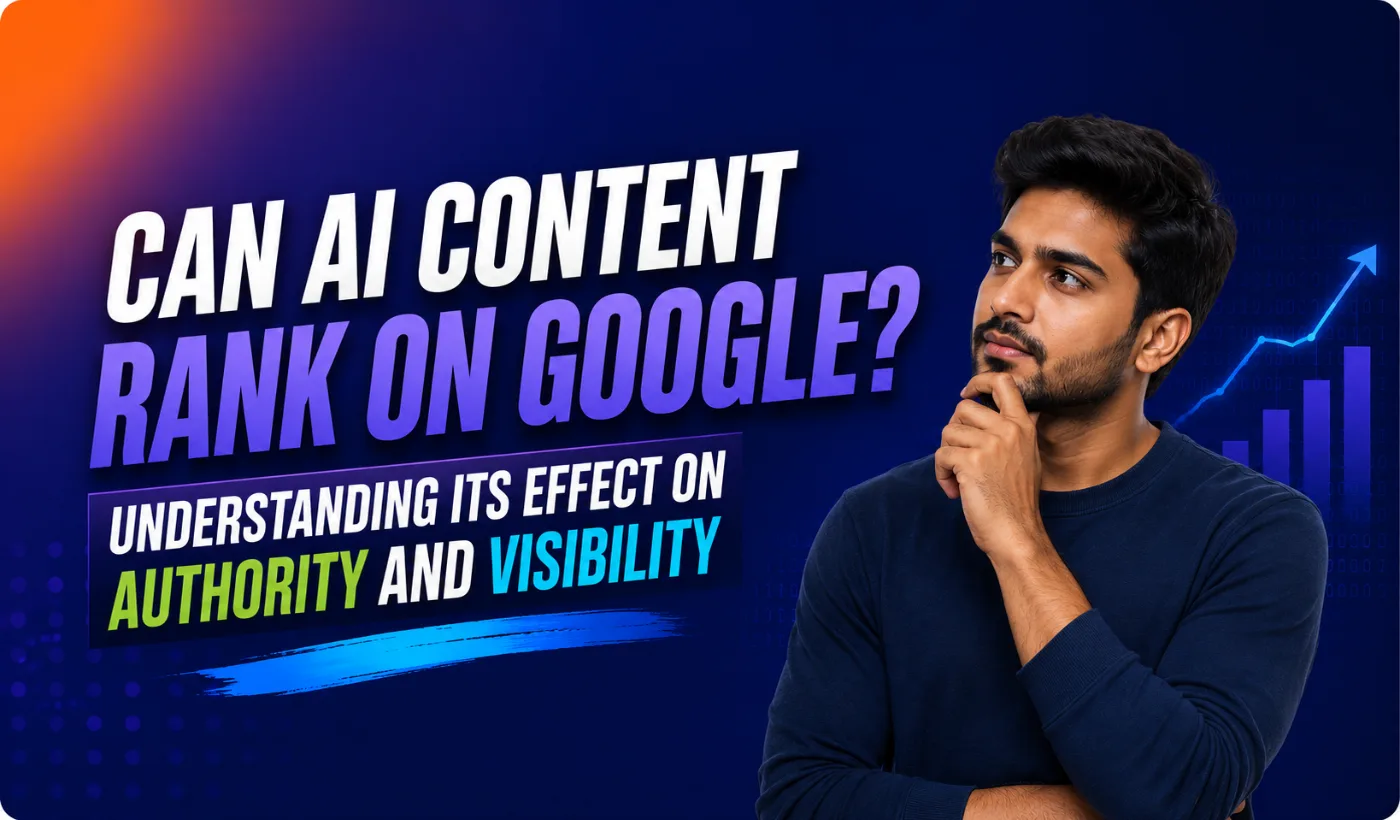 CAN AI CONTENT
RANK ON GOOGLE?
UNDERSTANDING ITS EFFECT ON
AUTHORITY AND VISIBILITY